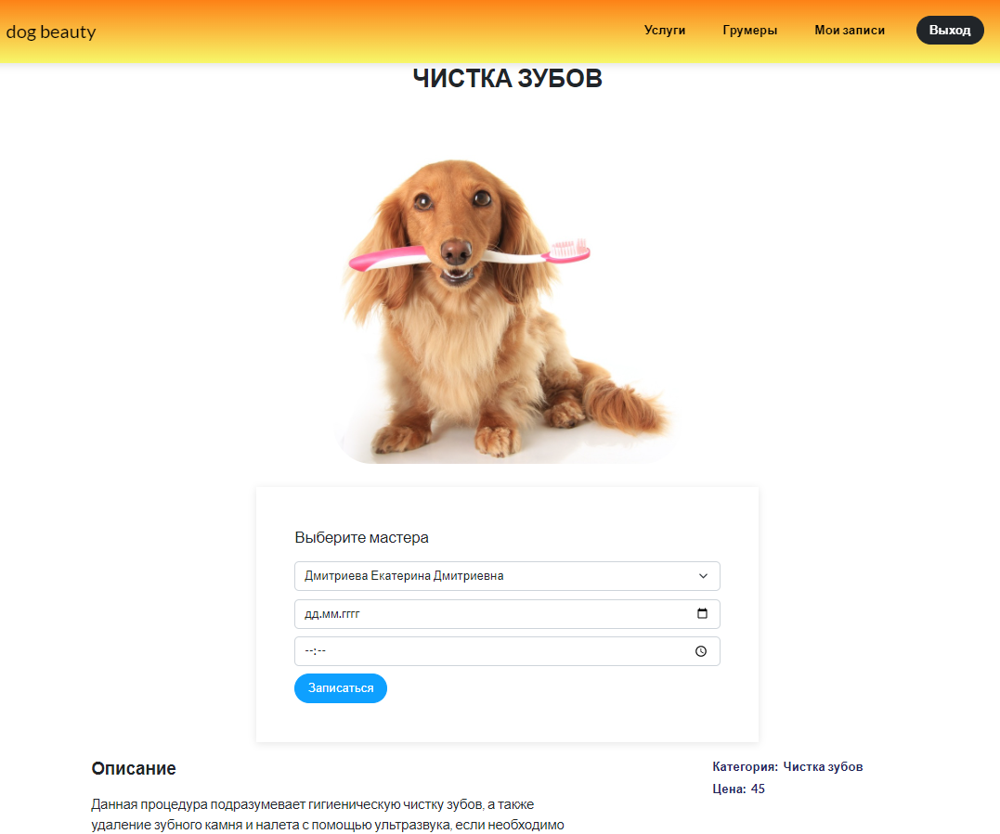 dog beauty
Услуги
Грумеры
Мои записи
Выход
ЧИСТКА ЗУБОВ
Выберите мастера
Дмитриева Екатерина Дмитриевна
дд.мм.гггг
--:--
Записаться
Описание
Данная процедура подразумевает гигиеническую чистку зубов, а также
удаление зубного камня и налета с помощью ультразвука, если необходимо
Категория: Чистка зубов
Цена: 45